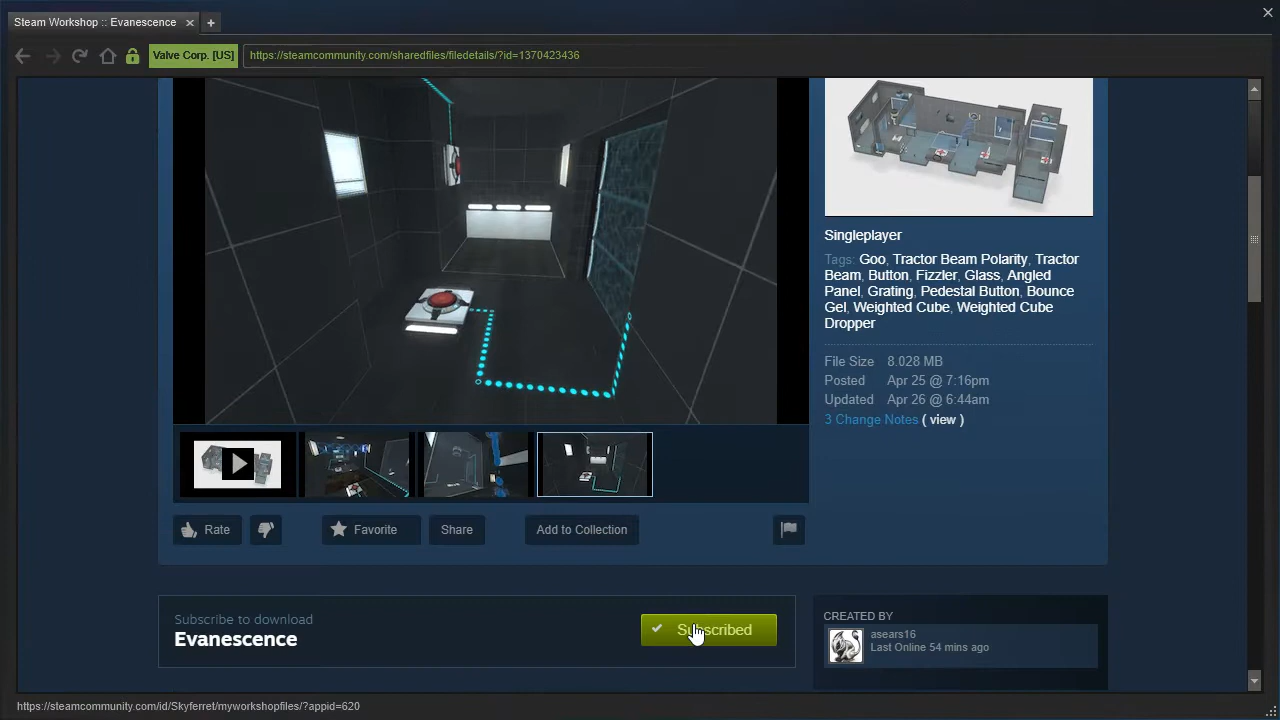 Steam Workshop :: Evanescence
Valve Corp. [US]
https://steamcommunity.com/sharedfiles/filedetails/?id=1370423436
Singleplayer
Tags: Goo, Tractor Beam Polarity, Tractor
Beam, Button, Fizzler, Glass, Angled
Panel, Grating, Pedestal Button, Bounce
Gel, Weighted Cube, Weighted Cube
Dropper
File Size 8.028 MB
Posted Apr 25 @ 7:16pm
Updated Apr 26 @ 6:44am
3 Change Notes ( view )
Rate
Favorite
Share
Add to Collection
Subscribe to download
Evanescence
Subscribed
CREATED BY
asears16
Last Online 54 mins ago
https://steamcommunity.com/id/Skyferret/myworkshopfiles/?appid=620